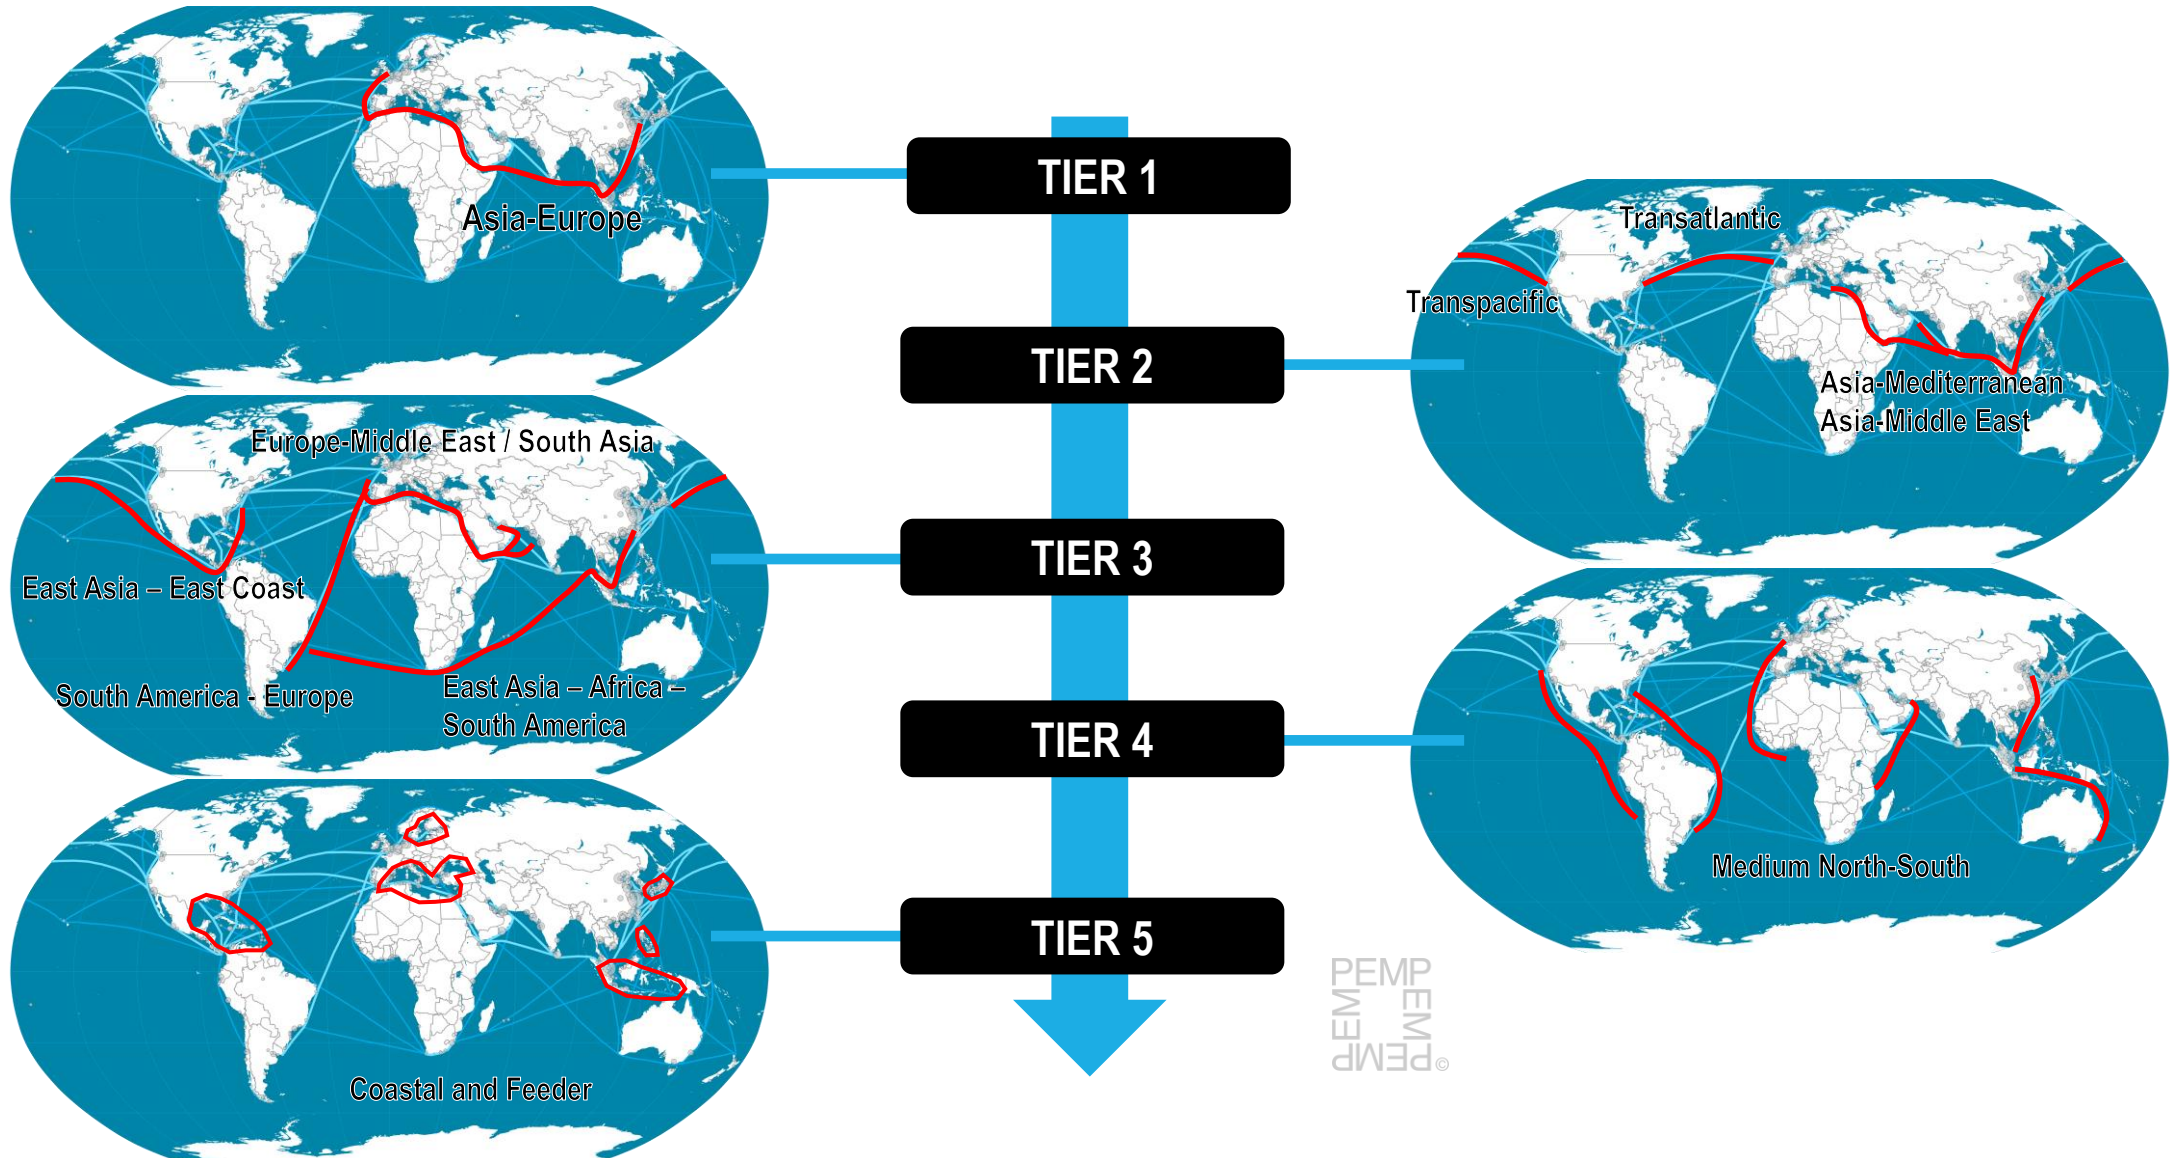 TIER 1
Asia-Europe
TIER 2
Transatlantic
Transpacific
Asia-Mediterranean
Asia-Middle East
TIER 3
Europe-Middle East / South Asia
East Asia – East Coast
South America - Europe
East Asia – Africa –
South America
TIER 4
Medium North-South
TIER 5
Coastal and Feeder
PEMP
PEMP
PEMP
PEMP
©